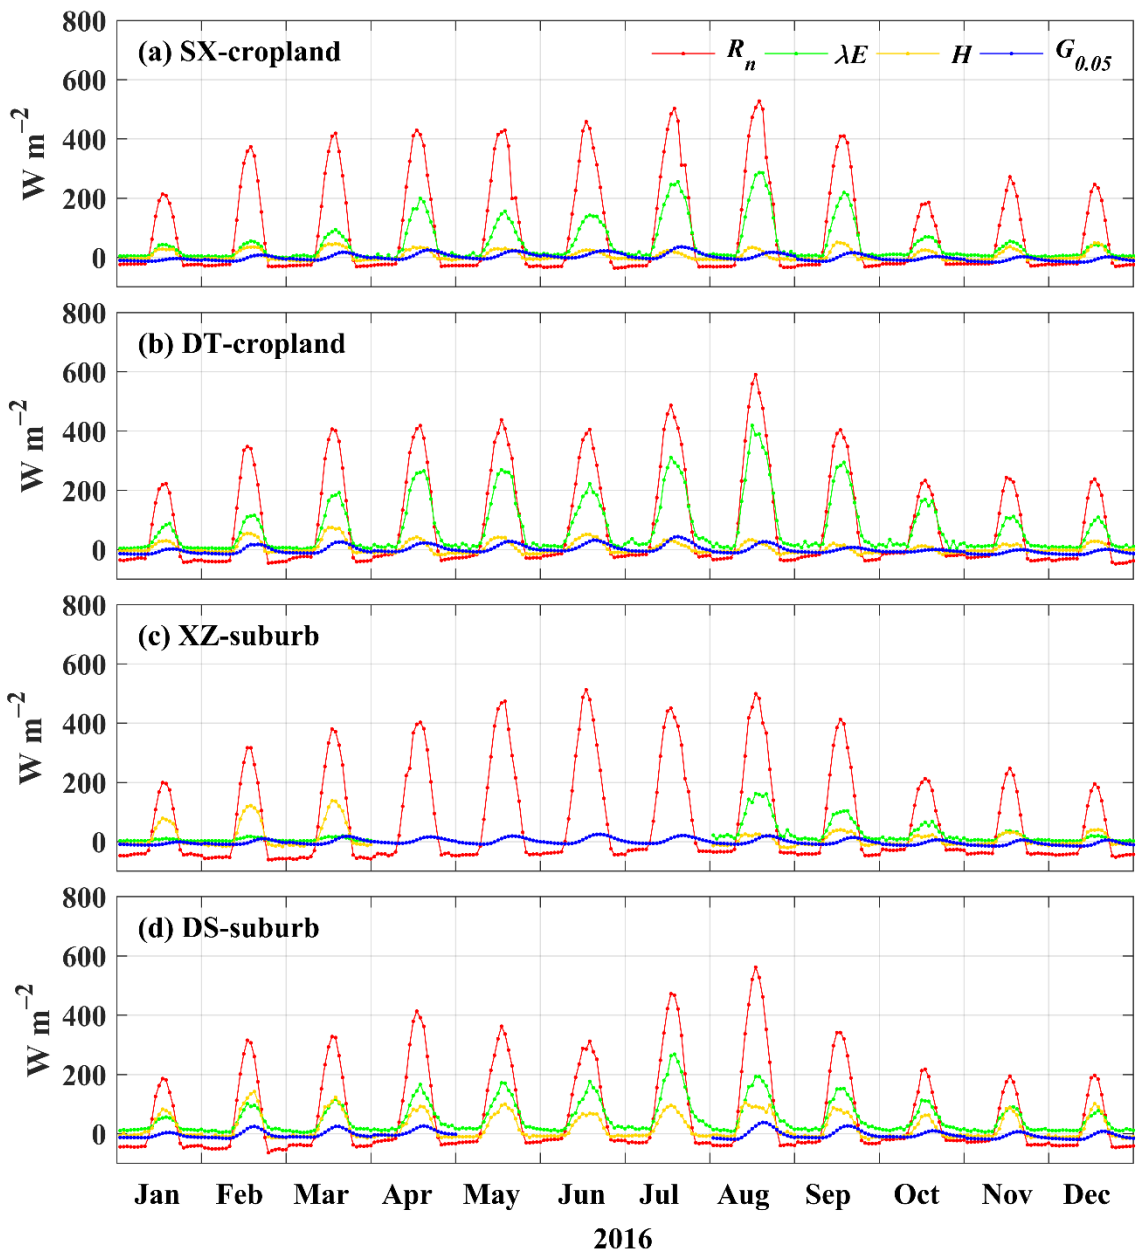 800
(a) SX-cropland
R_n λE H G_0.05
600
400
200
0
W m⁻²
800
(b) DT-cropland
600
400
200
0
W m⁻²
800
(c) XZ-suburb
600
400
200
0
W m⁻²
800
(d) DS-suburb
600
400
200
0
W m⁻²
Jan Feb Mar Apr May Jun Jul Aug Sep Oct Nov Dec
2016